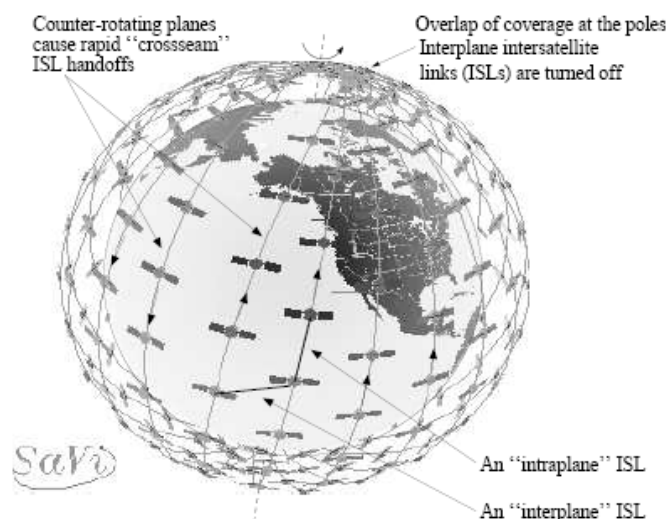 Counter-rotating planes
cause rapid ‘‘crossseam’’
ISL handoffs
Overlap of coverage at the poles
Interplane intersatellite
links (ISLs) are turned off
SaVi
An ‘‘intraplane’’ ISL
An ‘‘interplane’’ ISL